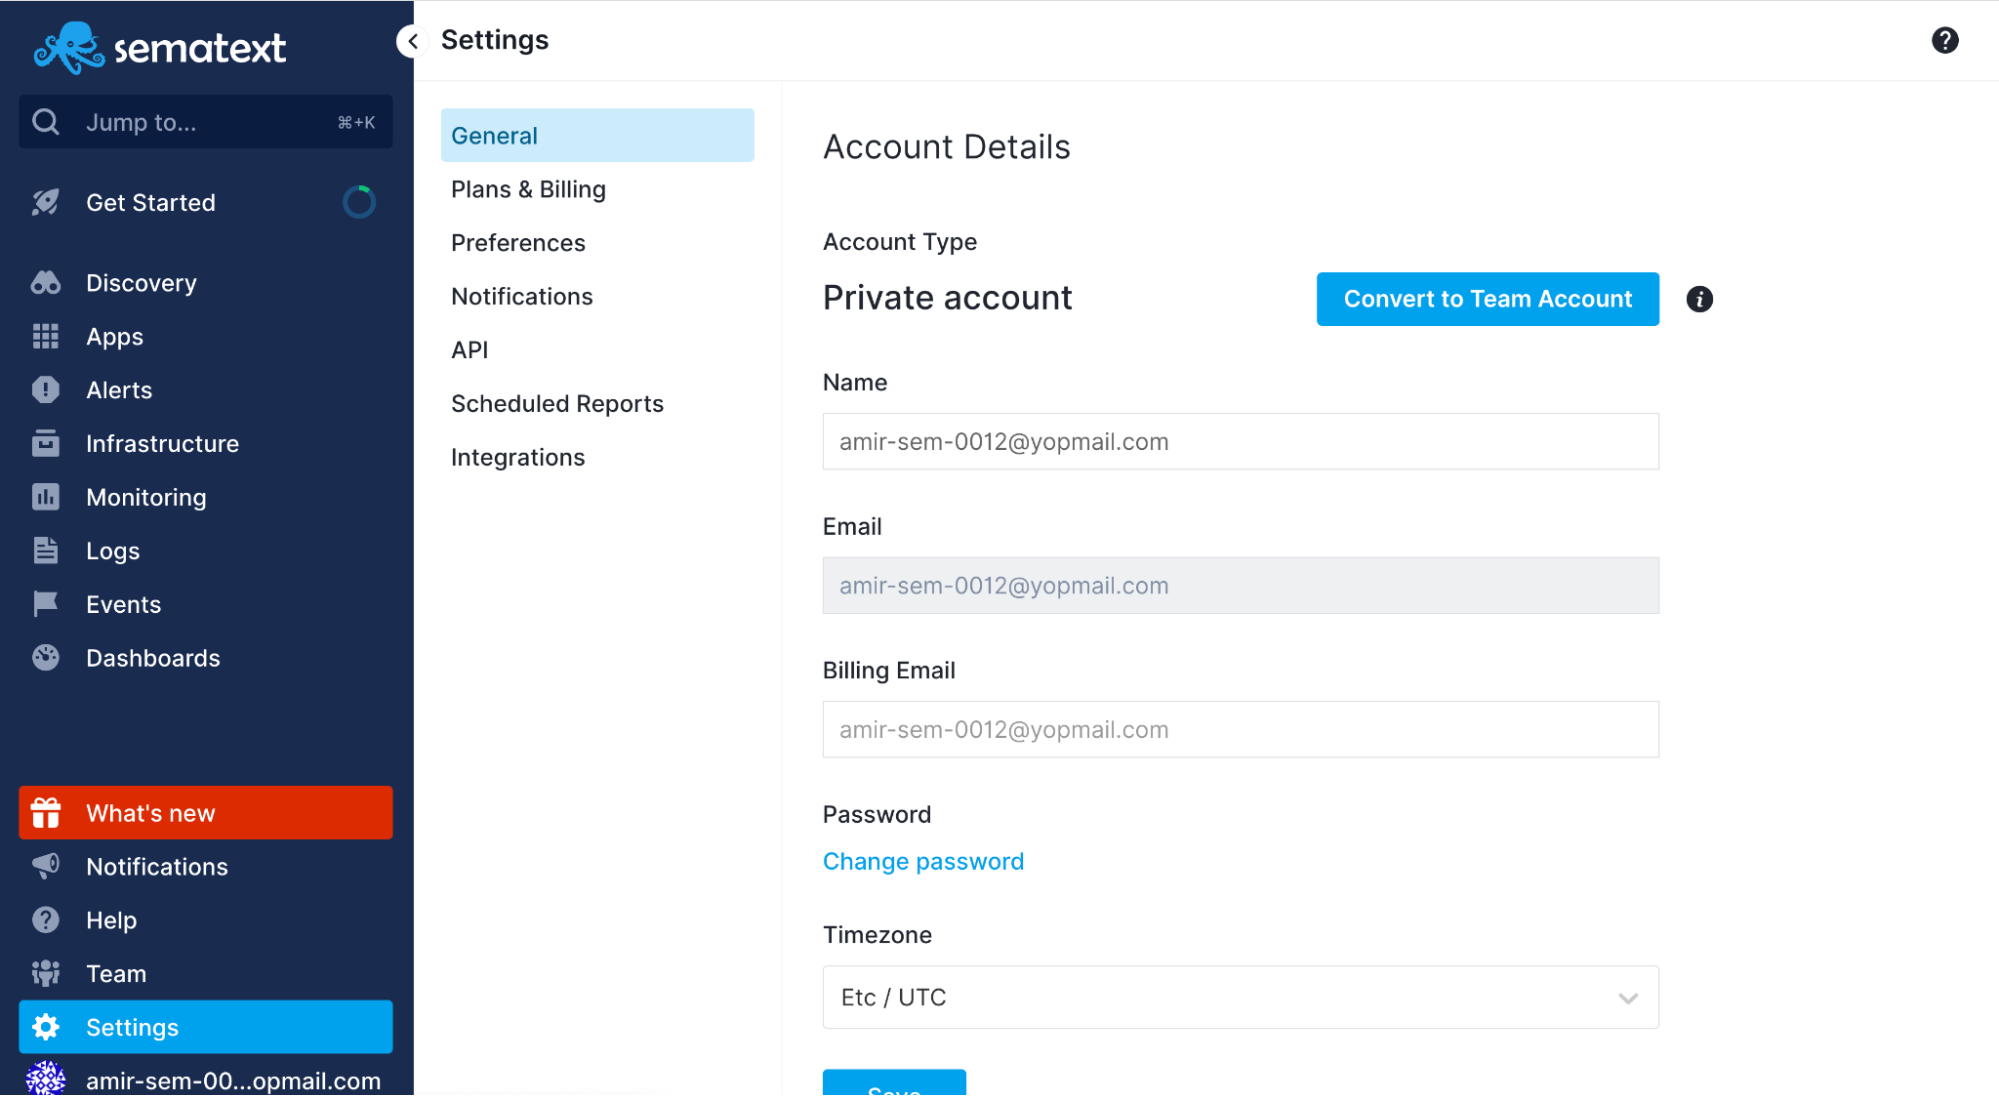 sematext
Settings
?
Jump to...
⌘+K
Get Started
Discovery
Apps
Alerts
Infrastructure
Monitoring
Logs
Events
Dashboards
What's new
Notifications
Help
Team
Settings
amir-sem-00...opmail.com
General
Plans & Billing
Preferences
Notifications
API
Scheduled Reports
Integrations
Account Details
Account Type
Private account
Convert to Team Account
i
Name
amir-sem-0012@yopmail.com
Email
amir-sem-0012@yopmail.com
Billing Email
amir-sem-0012@yopmail.com
Password
Change password
Timezone
Etc / UTC
Save